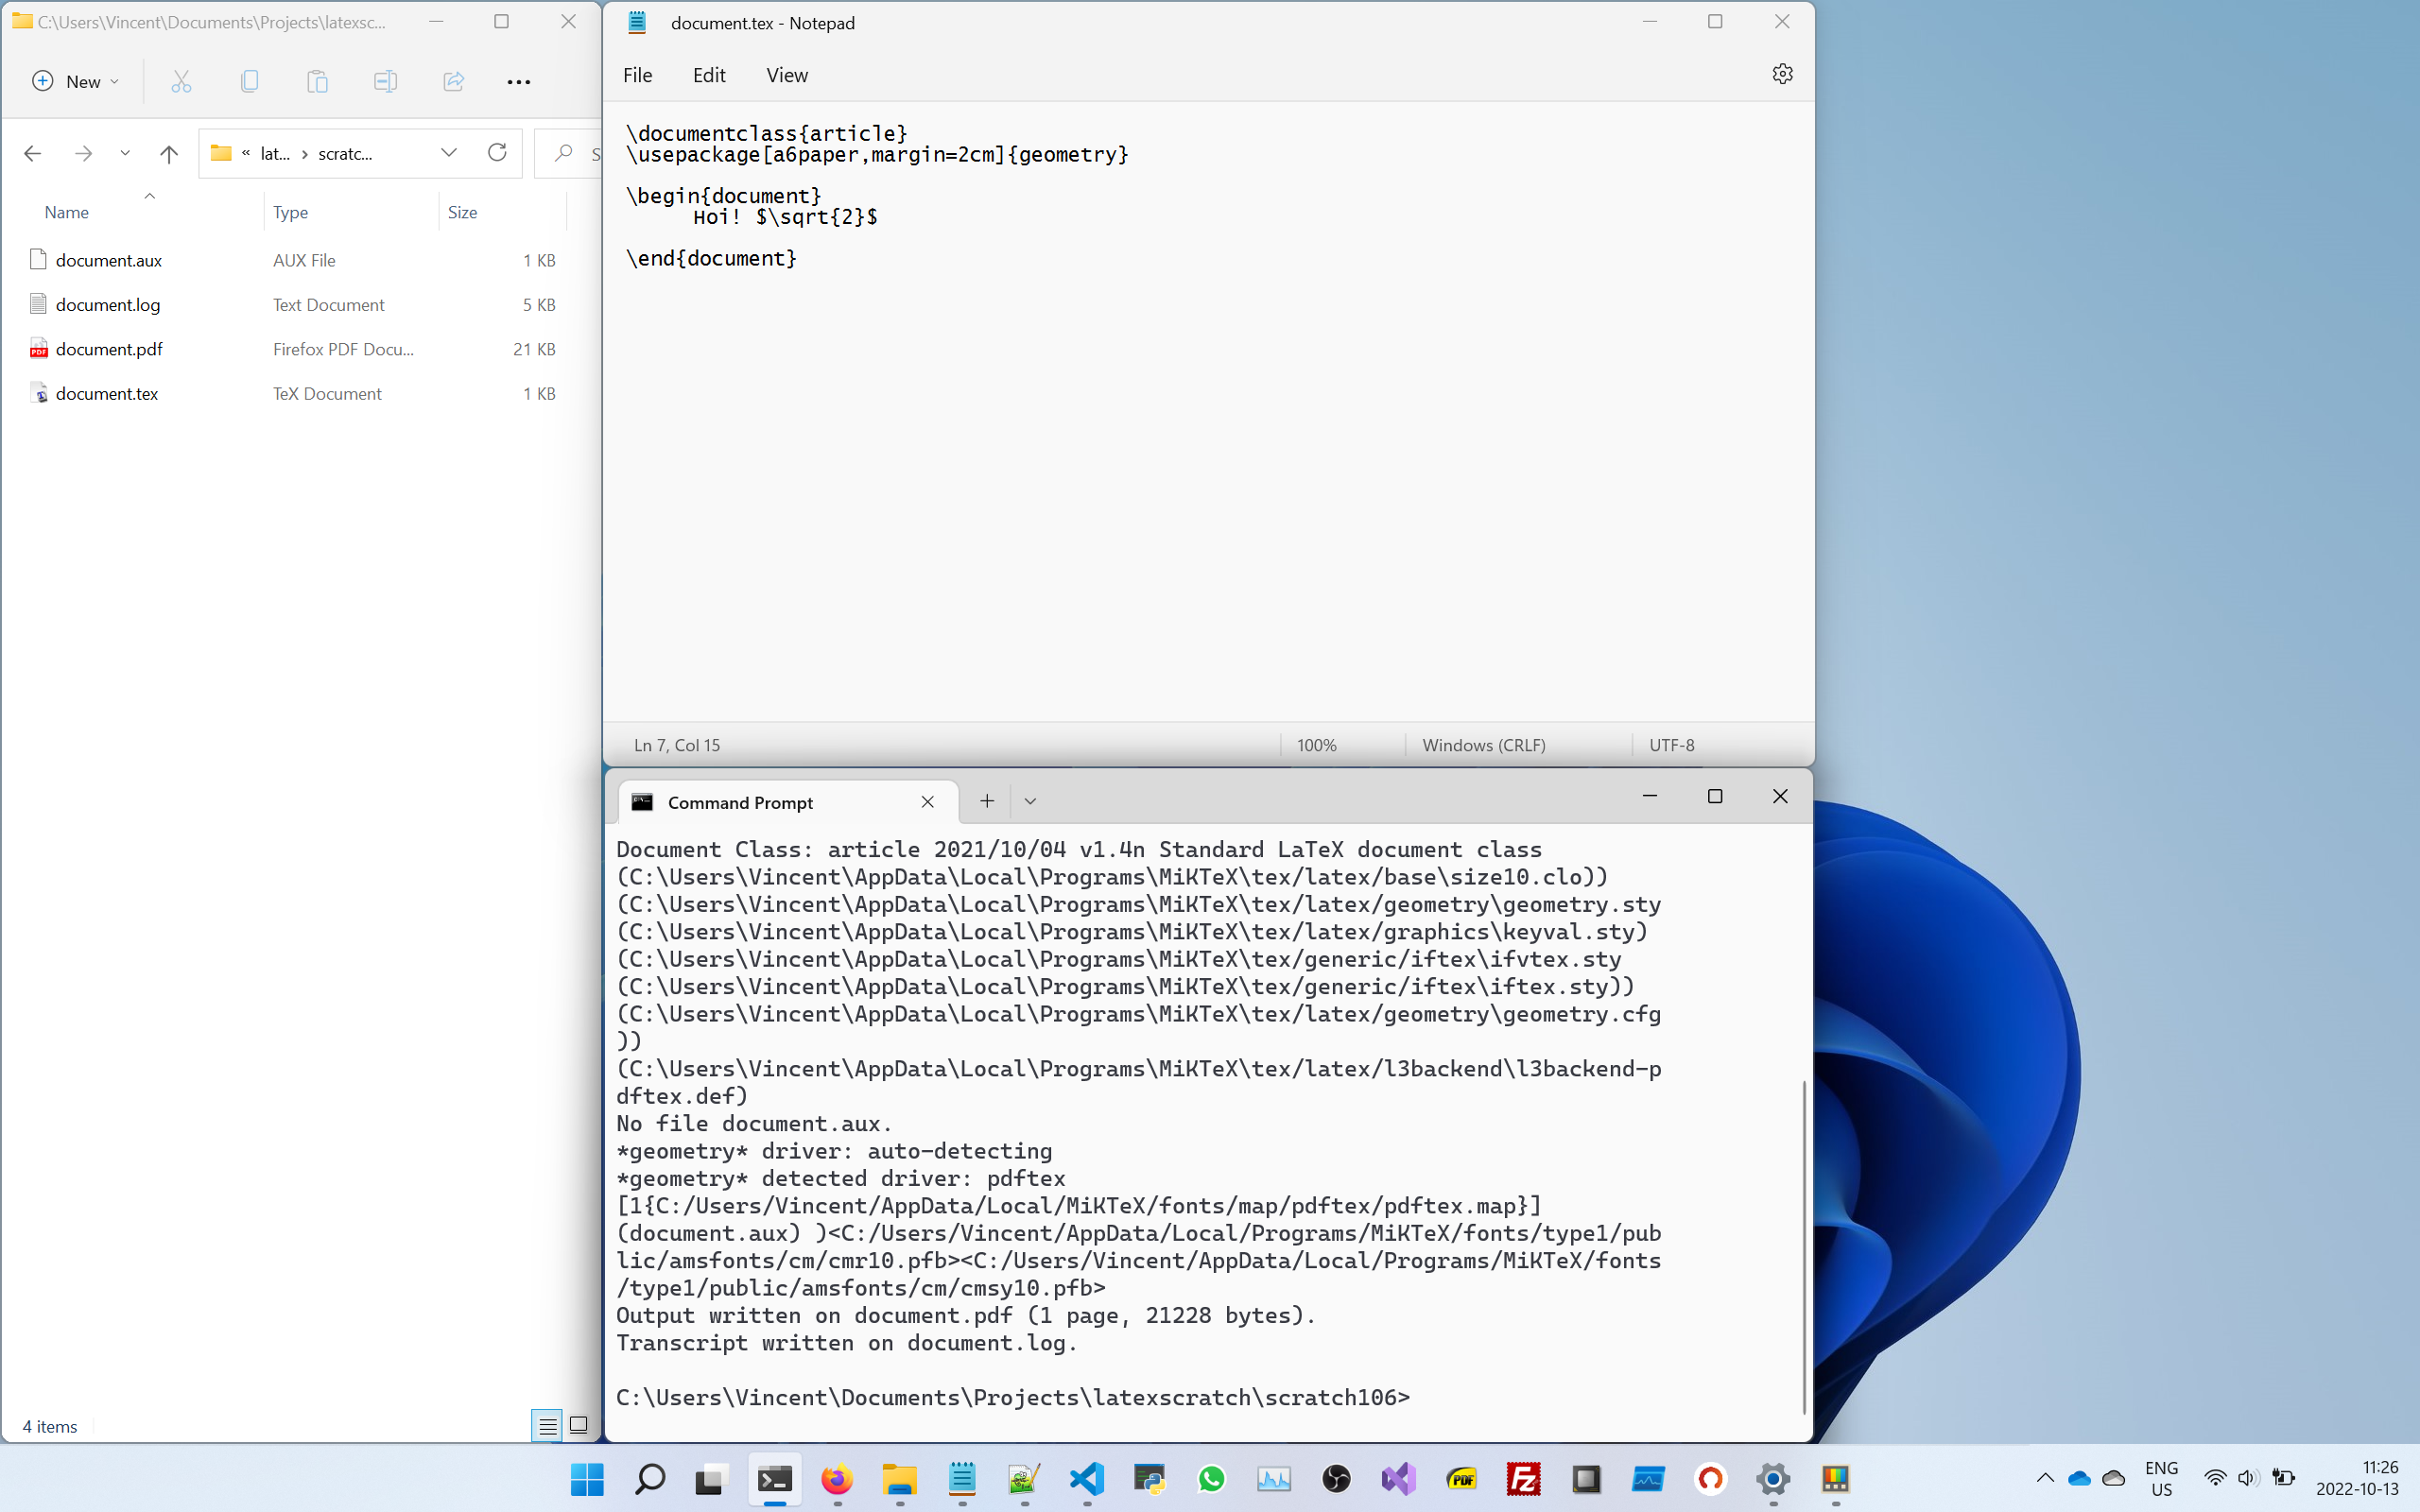 C:\Users\Vincent\Documents\Projects\latexsc...
New
« lat... › scratc...
S
Name Type Size
document.aux AUX File 1 KB
document.log Text Document 5 KB
document.pdf Firefox PDF Docu... 21 KB
document.tex TeX Document 1 KB
4 items
document.tex - Notepad
File Edit View
\documentclass{article}
\usepackage[a6paper,margin=2cm]{geometry}
\begin{document}
Hoi! $\sqrt{2}$
\end{document}
Ln 7, Col 15 100% Windows (CRLF) UTF-8
Command Prompt
Document Class: article 2021/10/04 v1.4n Standard LaTeX document class
(C:\Users\Vincent\AppData\Local\Programs\MiKTeX\tex/latex/base\size10.clo))
(C:\Users\Vincent\AppData\Local\Programs\MiKTeX\tex/latex/geometry\geometry.sty
(C:\Users\Vincent\AppData\Local\Programs\MiKTeX\tex/latex/graphics\keyval.sty)
(C:\Users\Vincent\AppData\Local\Programs\MiKTeX\tex/generic/iftex\ifvtex.sty
(C:\Users\Vincent\AppData\Local\Programs\MiKTeX\tex/generic/iftex\iftex.sty))
(C:\Users\Vincent\AppData\Local\Programs\MiKTeX\tex/latex/geometry\geometry.cfg
))
(C:\Users\Vincent\AppData\Local\Programs\MiKTeX\tex/latex/l3backend\l3backend-p
dftex.def)
No file document.aux.
*geometry* driver: auto-detecting
*geometry* detected driver: pdftex
[1{C:/Users/Vincent/AppData/Local/MiKTeX/fonts/map/pdftex/pdftex.map}]
(document.aux) )<C:/Users/Vincent/AppData/Local/Programs/MiKTeX/fonts/type1/pub
lic/amsfonts/cm/cmr10.pfb><C:/Users/Vincent/AppData/Local/Programs/MiKTeX/fonts
/type1/public/amsfonts/cm/cmsy10.pfb>
Output written on document.pdf (1 page, 21228 bytes).
Transcript written on document.log.
C:\Users\Vincent\Documents\Projects\latexscratch\scratch106>
PDF
Fz
ENG
US
11:26
2022-10-13